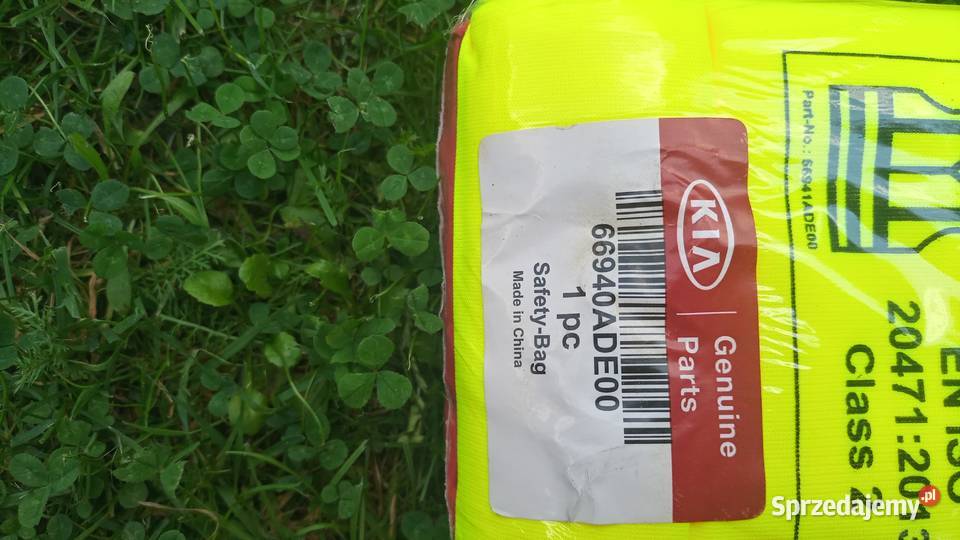 KIA
Genuine
Parts
66940ADE00
1 pc
Safety-Bag
Made in China
Part-No.: 66941ADE00
EN ISO
20471:2013
Class 2
Sprzedajemy.pl